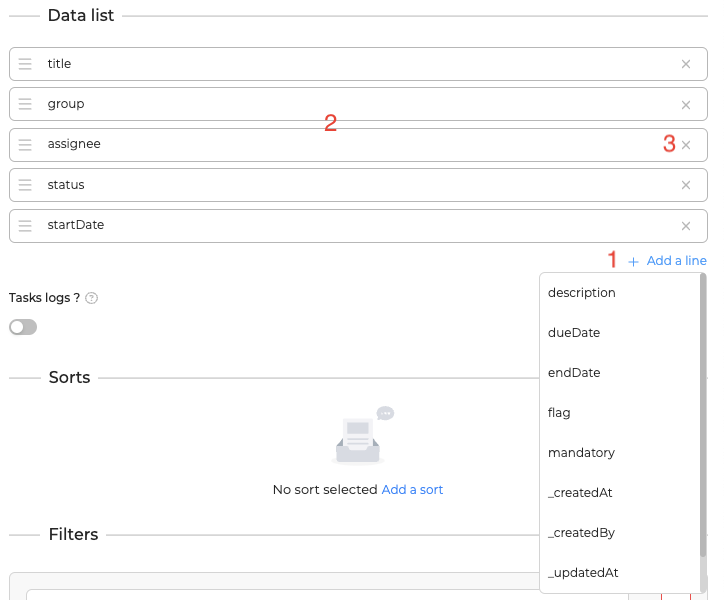 Data list
title
group
2
assignee
3
status
startDate
1 + Add a line
description
Tasks logs ?
dueDate
endDate
Sorts
flag
mandatory
No sort selected Add a sort
_createdAt
Filters
_createdBy
_updatedAt